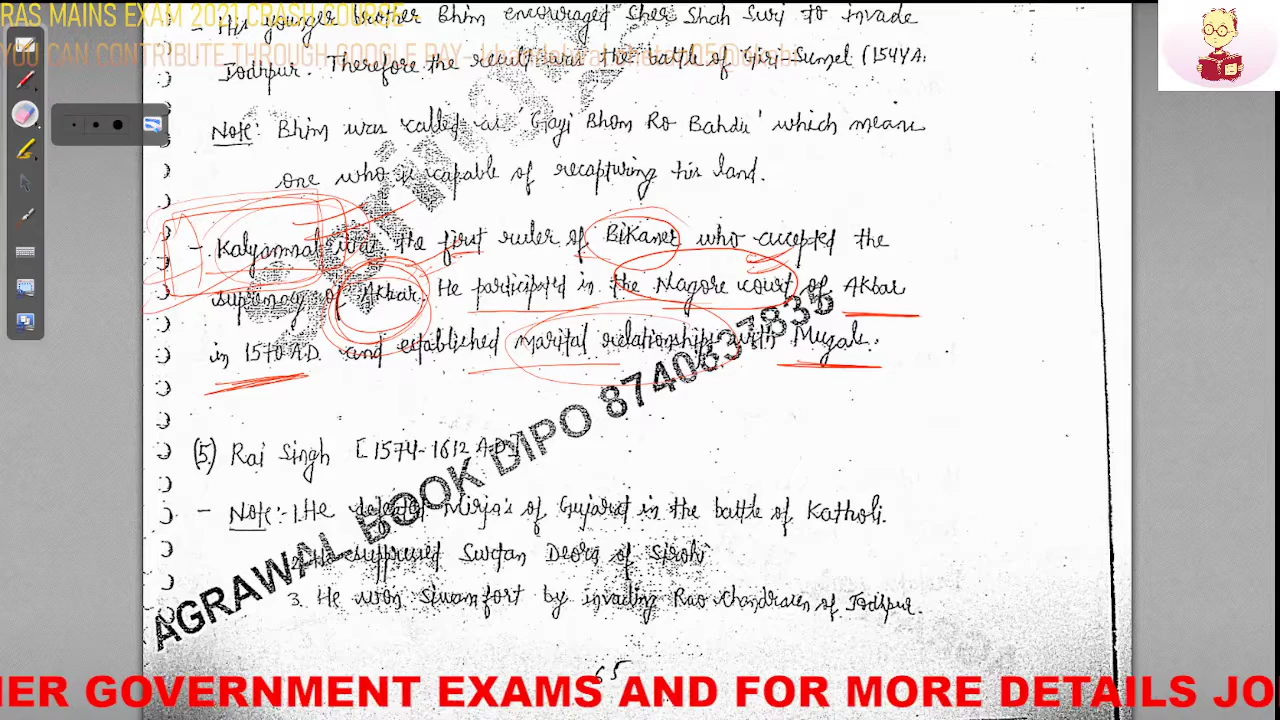 RAS MAINS EXAM 2021 CRASH COURSE
YOU CAN CONTRIBUTE THROUGH GOOGLE PAY -
- His younger brother Bhim encouraged Sher Shah Suri to invade
Jodhpur. Therefore the result was the battle of Giri-Sumel (1544 A.
Note: Bhim was called as 'Gayi Bhom Ro Bahdu' which means
one who is capable of recapturing his land.
- Kalyanmal was the first ruler of Bikaner who accepted the
supremacy of Akbar. He participated in the Nagore court of Akbar
in 1570 A.D. and established marital relationships with Mugals.
(5) Rai Singh [1574-1612 A.D]
- Note:- 1. He defeated Mirja's of Gujarat in the battle of Katholi.
2. He suppressed Surtan Deora of Sirohi
3. He won Siwanfort by invading Rao Chandrasen of Jodhpur.
AGRAWAL BOOK DIPO 8740837835
65
HER GOVERNMENT EXAMS AND FOR MORE DETAILS JO